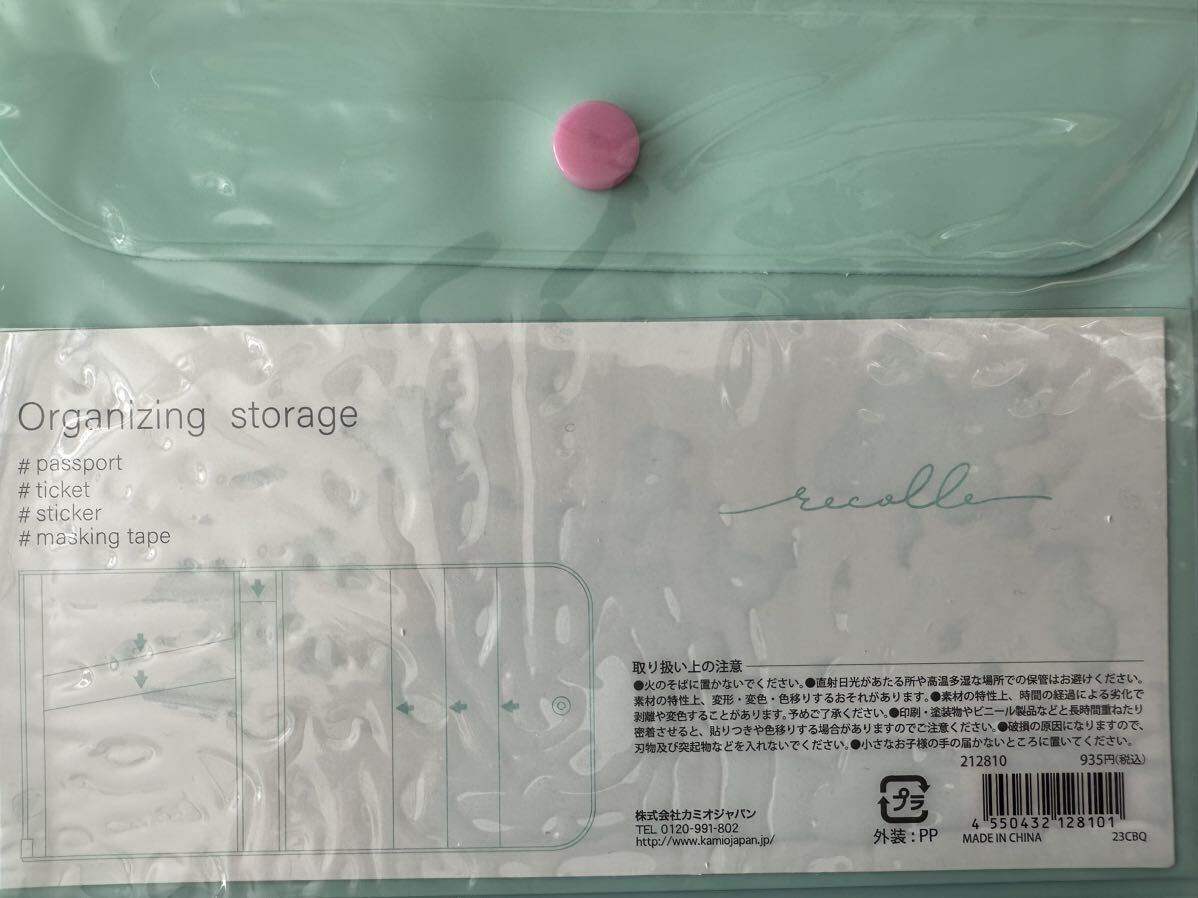 Organizing storage
# passport
# ticket
# sticker
# masking tape
recolle
取り扱い上の注意
●火のそばに置かないでください。●直射日光があたる所や高温多湿な場所での保管はお避けください。
素材の特性上、変形・変色・色移りするおそれがあります。●素材の特性上、時間の経過による劣化で
剥離や変色することがあります。予めご了承ください。●印刷・塗装物やビニール製品などと長時間重ねたり
密着させると、貼りつきや色移りする場合がありますのでご注意ください。●破損の原因になりますので、
刃物及び突起物などを入れないでください。●小さなお子様の手の届かないところに置いてください。
212810 935円(税込)
株式会社カミオジャパン
TEL 0120-991-802
http://www.kamiojapan.jp/
プラ
外装:PP
4 550432 128101
MADE IN CHINA 23CBQ